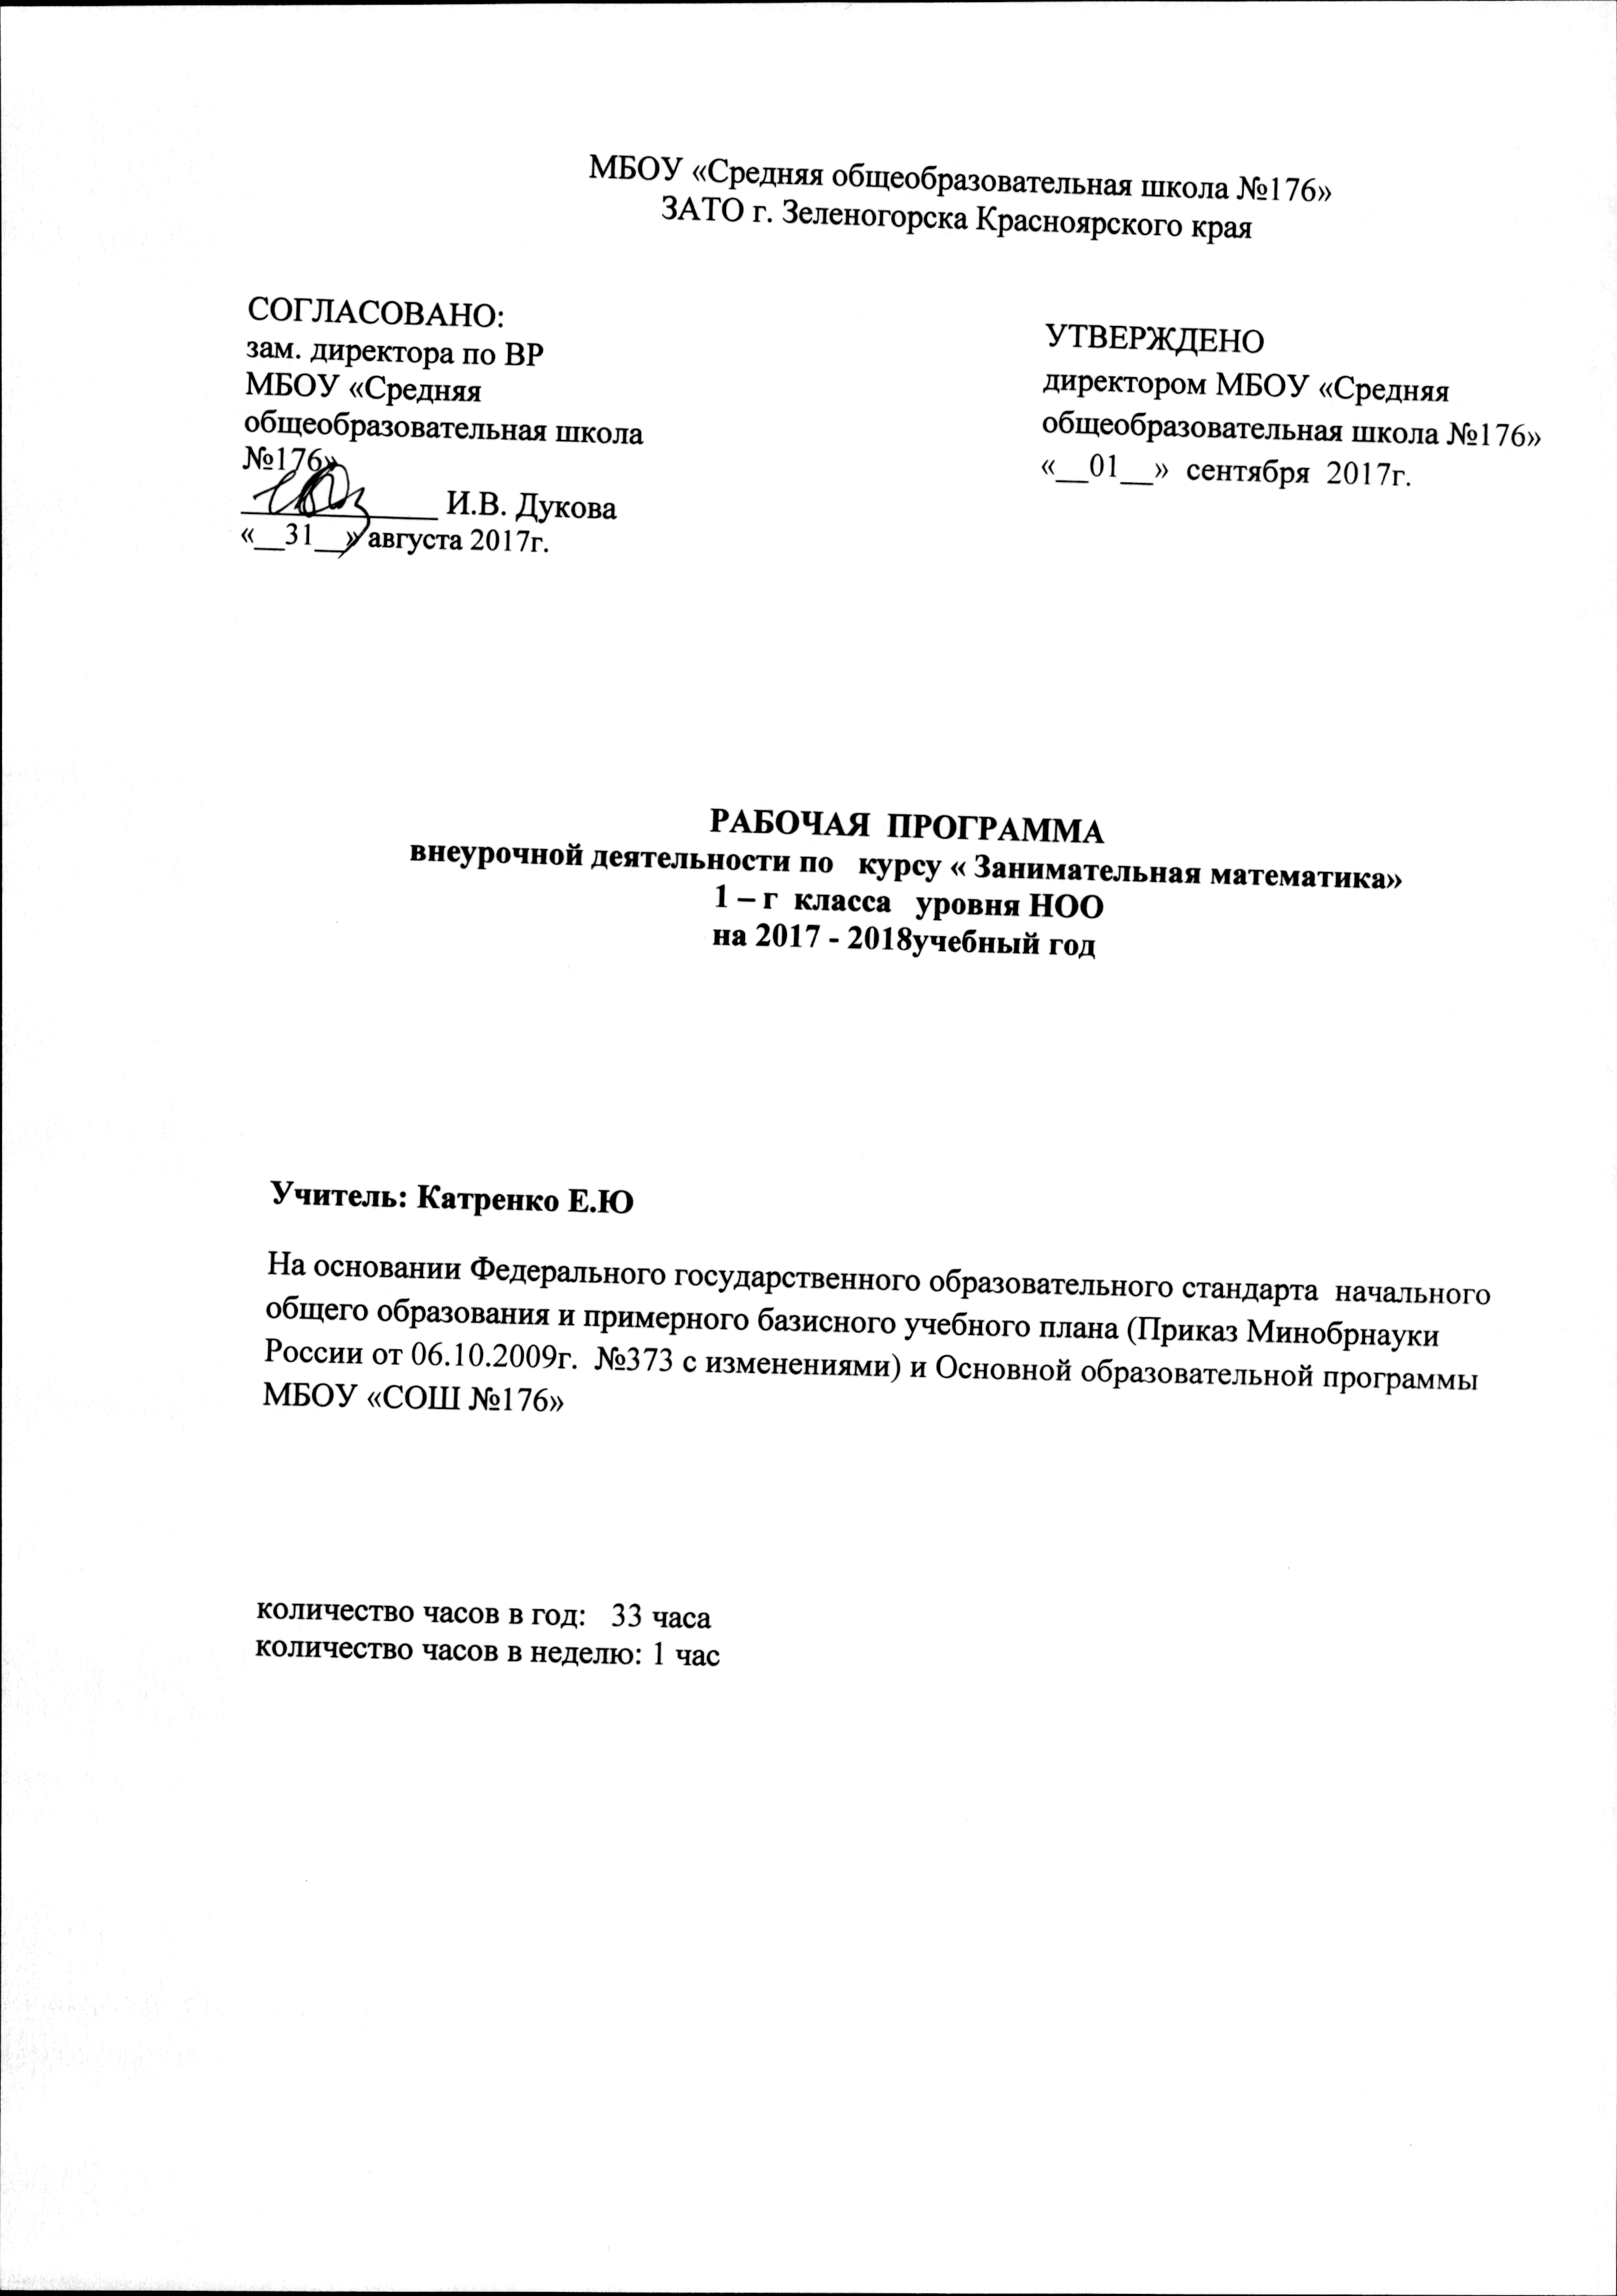 МБОУ «Средняя общеобразовательная школа №176»
ЗАТО г. Зеленогорска Красноярского края
СОГЛАСОВАНО:
зам. директора по ВР
МБОУ «Средняя
общеобразовательная школа
№176»
____________ И.В. Дукова
«__31__» августа 2017г.
УТВЕРЖДЕНО
директором МБОУ «Средняя
общеобразовательная школа №176»
«__01__» сентября 2017г.
РАБОЧАЯ ПРОГРАММА
внеурочной деятельности по курсу « Занимательная математика»
1 – г класса уровня НОО
на 2017 - 2018учебный год
Учитель: Катренко Е.Ю
На основании Федерального государственного образовательного стандарта начального
общего образования и примерного базисного учебного плана (Приказ Минобрнауки
России от 06.10.2009г. №373 с изменениями) и Основной образовательной программы
МБОУ «СОШ №176»
количество часов в год: 33 часа
количество часов в неделю: 1 час